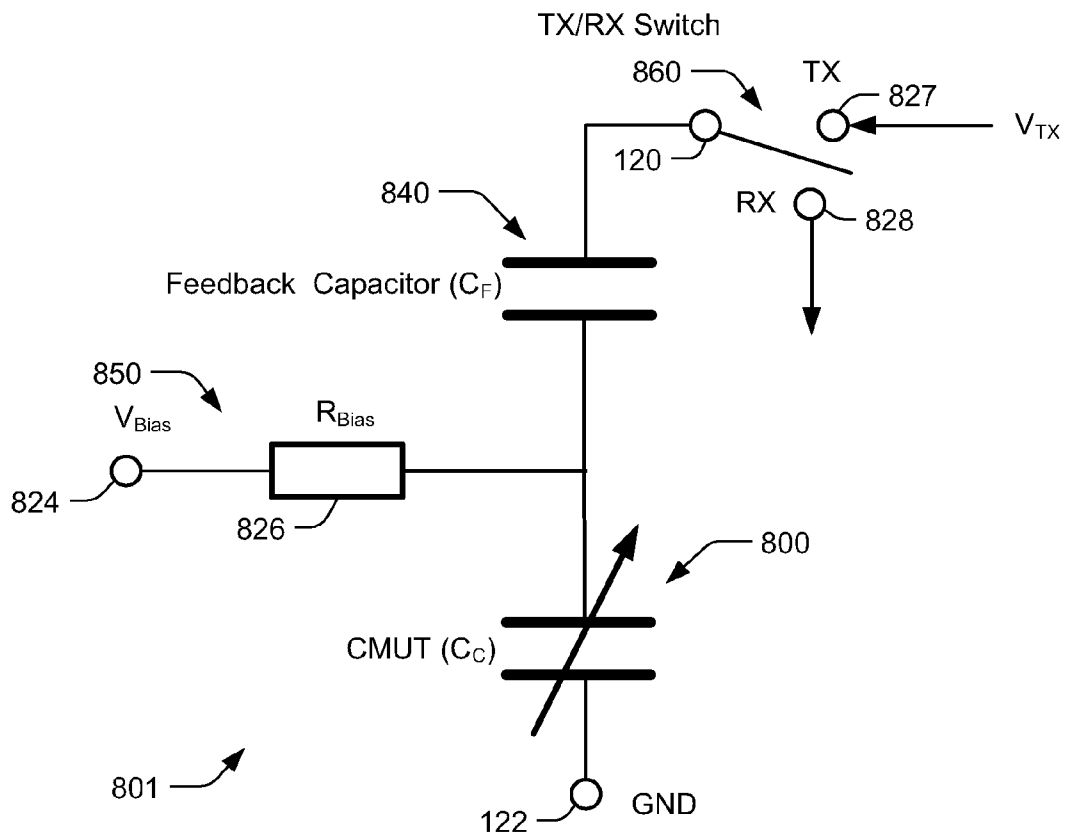 TX/RX Switch
860
TX
827
V_TX
120
RX
828
840
Feedback Capacitor (C_F)
850
V_Bias
R_Bias
824
826
800
CMUT (C_C)
801
122
GND